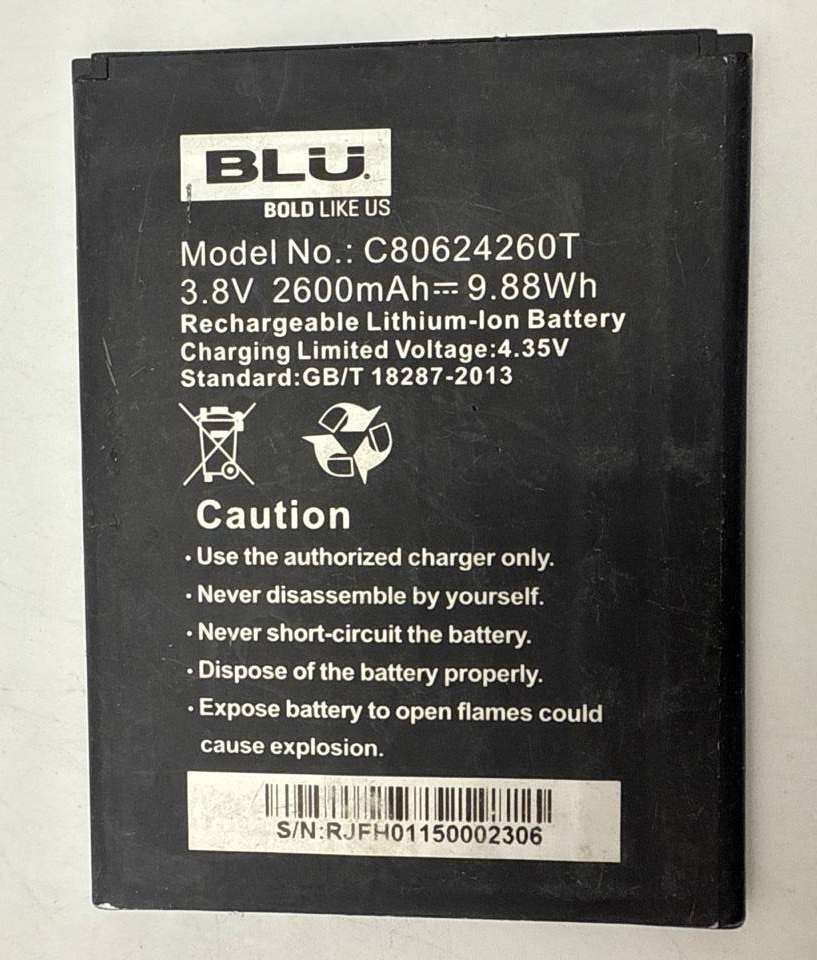 BLU.
BOLD LIKE US
Model No.: C80624260T
3.8V 2600mAh⎓ 9.88Wh
Rechargeable Lithium-Ion Battery
Charging Limited Voltage:4.35V
Standard:GB/T 18287-2013
Caution
· Use the authorized charger only.
· Never disassemble by yourself.
· Never short-circuit the battery.
· Dispose of the battery properly.
· Expose battery to open flames could
cause explosion.
S/N:RJFH01150002306